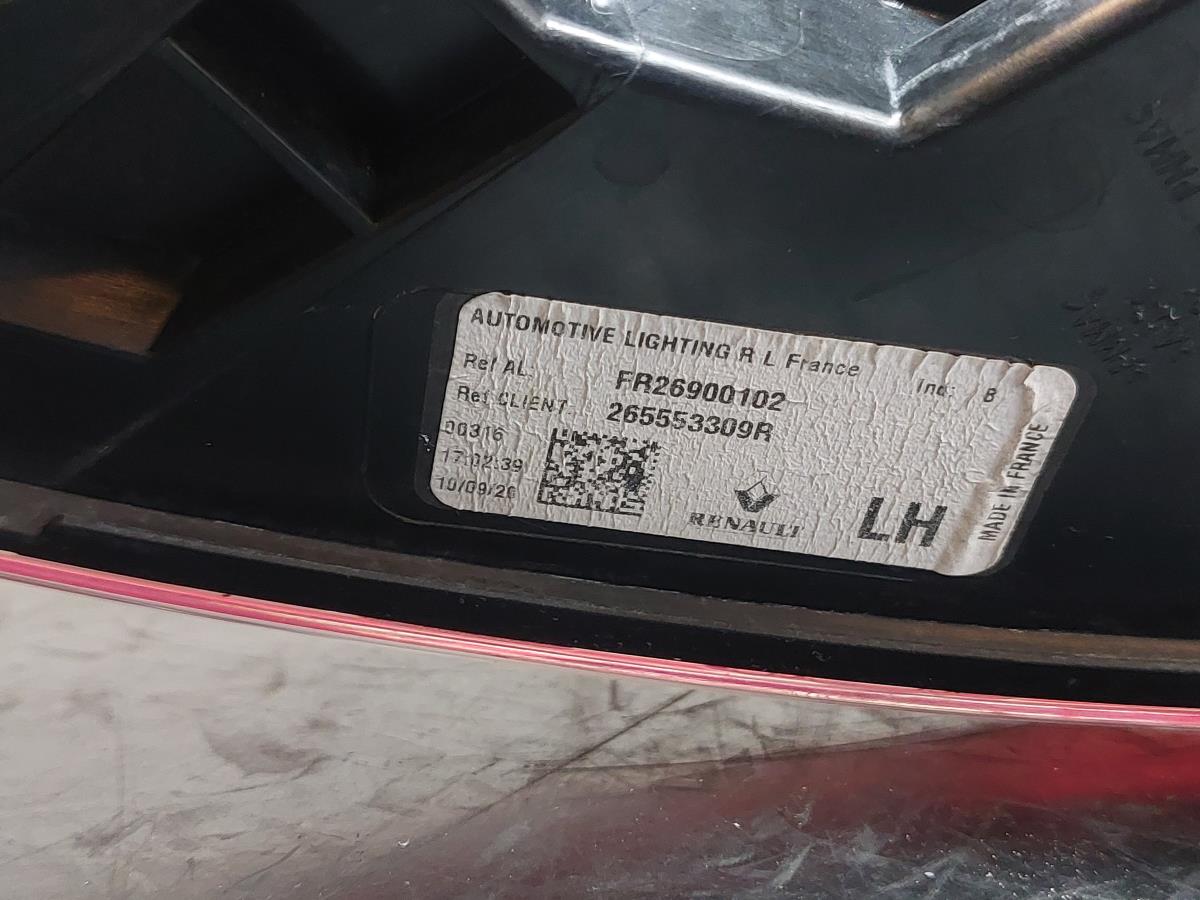 AUTOMOTIVE LIGHTING R L France
Ind: B
Ref AL: FR26900102
Ref CLIENT: 265553309R
00316
17:02:39
10/09/20
RENAULT
LH
MADE IN FRANCE